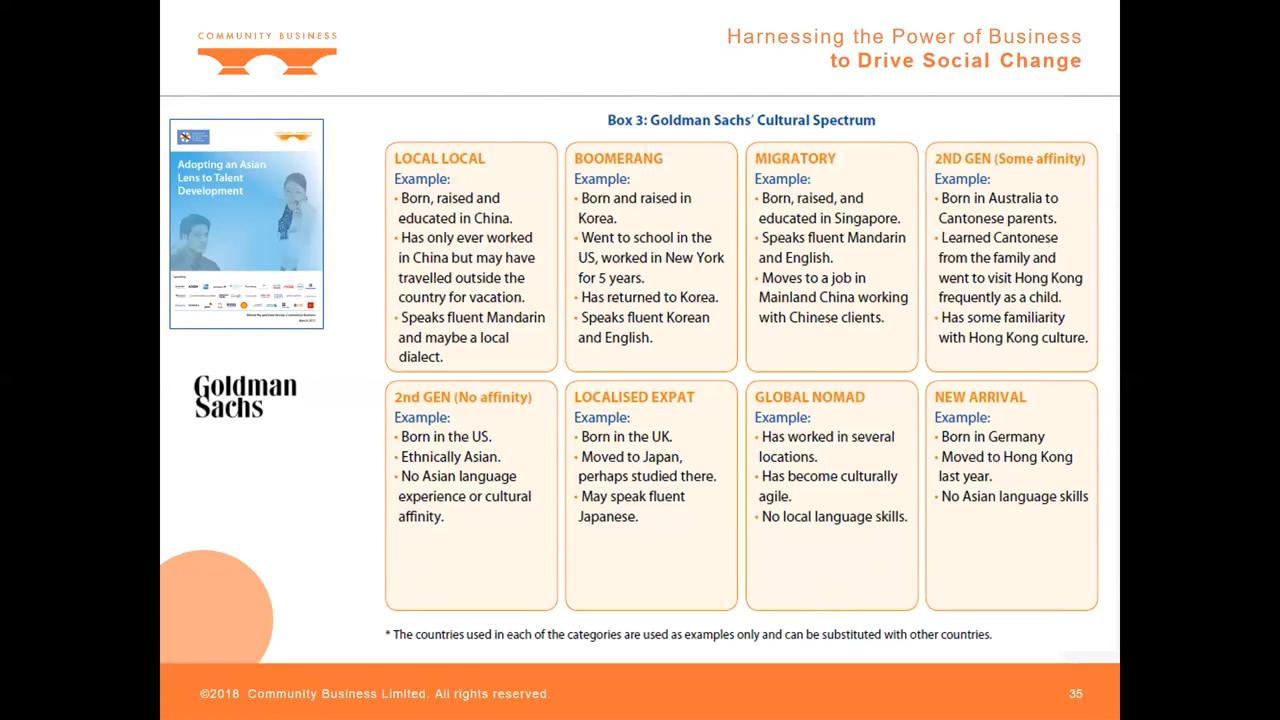 COMMUNITY BUSINESS
Harnessing the Power of Business
to Drive Social Change
Adopting an Asian
Lens to Talent
Development
Goldman
Sachs
Box 3: Goldman Sachs' Cultural Spectrum
LOCAL LOCAL
Example:
• Born, raised and
educated in China.
• Has only ever worked
in China but may have
travelled outside the
country for vacation.
• Speaks fluent Mandarin
and maybe a local
dialect.
BOOMERANG
Example:
• Born and raised in
Korea.
• Went to school in the
US, worked in New York
for 5 years.
• Has returned to Korea.
• Speaks fluent Korean
and English.
MIGRATORY
Example:
• Born, raised, and
educated in Singapore.
• Speaks fluent Mandarin
and English.
• Moves to a job in
Mainland China working
with Chinese clients.
2ND GEN (Some affinity)
Example:
• Born in Australia to
Cantonese parents.
• Learned Cantonese
from the family and
went to visit Hong Kong
frequently as a child.
• Has some familiarity
with Hong Kong culture.
2nd GEN (No affinity)
Example:
• Born in the US.
• Ethnically Asian.
• No Asian language
experience or cultural
affinity.
LOCALISED EXPAT
Example:
• Born in the UK.
• Moved to Japan,
perhaps studied there.
• May speak fluent
Japanese.
GLOBAL NOMAD
Example:
• Has worked in several
locations.
• Has become culturally
agile.
• No local language skills.
NEW ARRIVAL
Example:
• Born in Germany
• Moved to Hong Kong
last year.
• No Asian language skills
* The countries used in each of the categories are used as examples only and can be substituted with other countries.
©2018 Community Business Limited. All rights reserved.
35